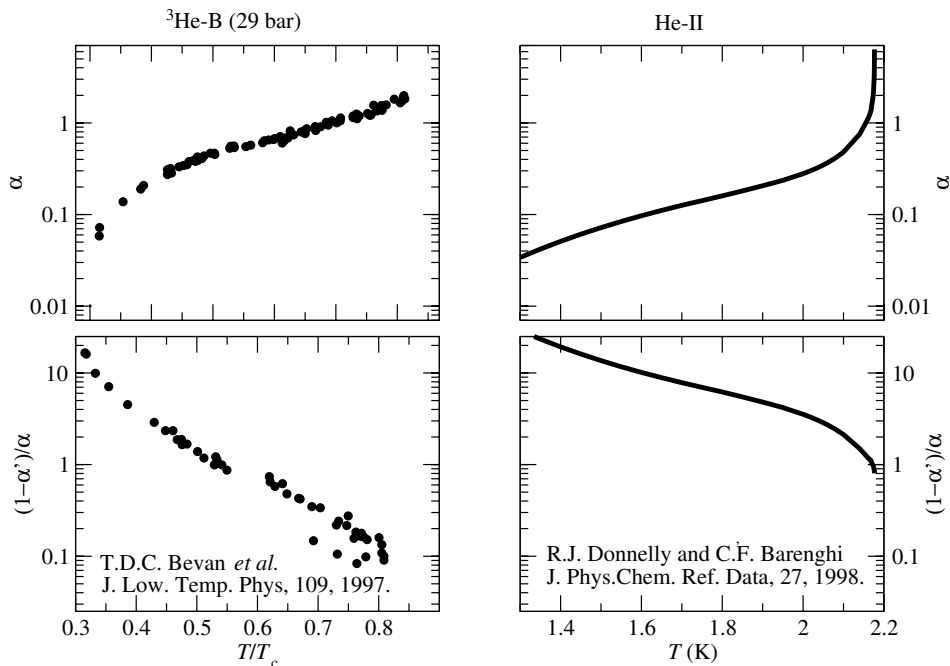 ³He-B (29 bar)
He-II
α
1
0.1
0.01
1
0.1
0.01
α
(1−α')/α
10
1
0.1
10
1
0.1
(1−α')/α
T.D.C. Bevan et al.
J. Low. Temp. Phys, 109, 1997.
R.J. Donnelly and C.F. Barenghi
J. Phys.Chem. Ref. Data, 27, 1998.
0.3 0.4 0.5 0.6 0.7 0.8
T/T_c
1.4 1.6 1.8 2 2.2
T (K)